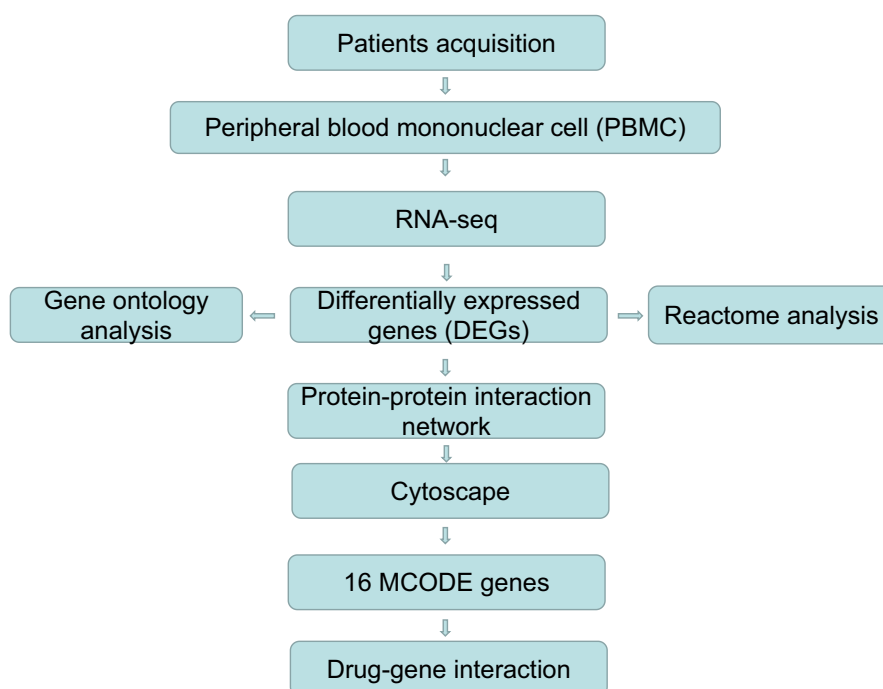 Patients acquisition
Peripheral blood mononuclear cell (PBMC)
RNA-seq
Gene ontology
analysis
Differentially expressed
genes (DEGs)
Reactome analysis
Protein-protein interaction
network
Cytoscape
16 MCODE genes
Drug-gene interaction